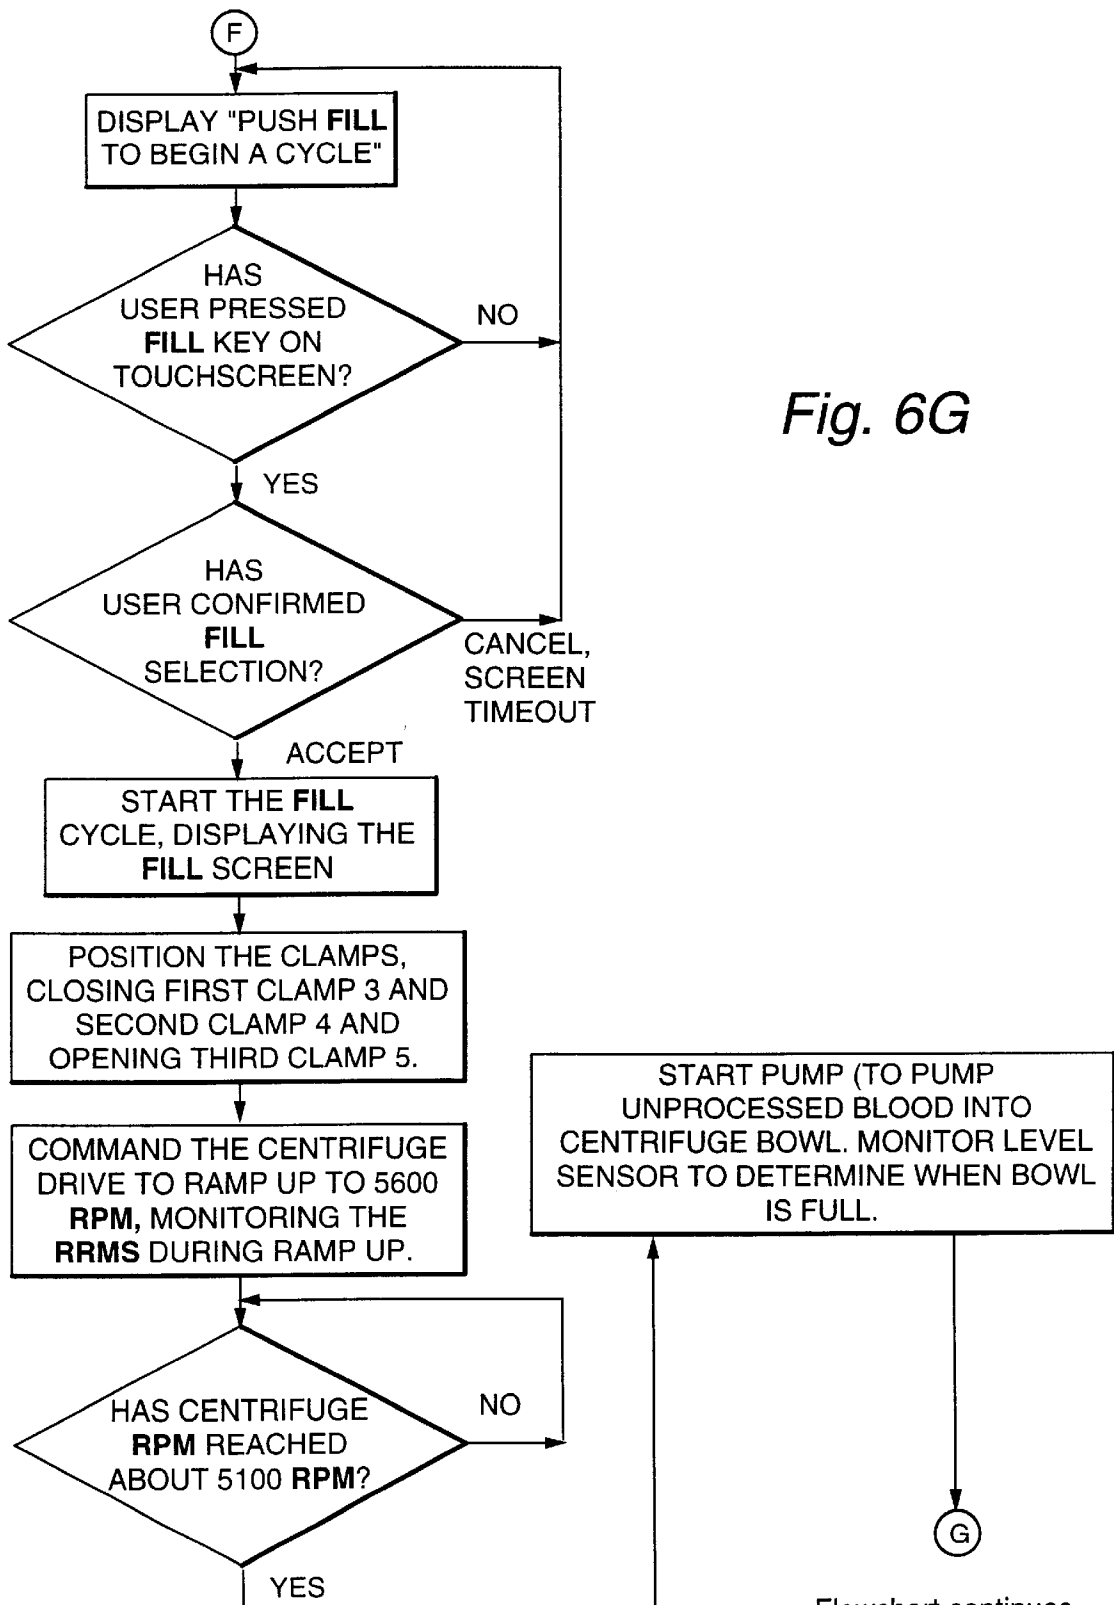 F
DISPLAY "PUSH FILL
TO BEGIN A CYCLE"
HAS
USER PRESSED
FILL KEY ON
TOUCHSCREEN?
NO
YES
Fig. 6G
HAS
USER CONFIRMED
FILL
SELECTION?
CANCEL,
SCREEN
TIMEOUT
ACCEPT
START THE FILL
CYCLE, DISPLAYING THE
FILL SCREEN
POSITION THE CLAMPS,
CLOSING FIRST CLAMP 3 AND
SECOND CLAMP 4 AND
OPENING THIRD CLAMP 5.
COMMAND THE CENTRIFUGE
DRIVE TO RAMP UP TO 5600
RPM, MONITORING THE
RRMS DURING RAMP UP.
HAS CENTRIFUGE
RPM REACHED
ABOUT 5100 RPM?
NO
YES
START PUMP (TO PUMP
UNPROCESSED BLOOD INTO
CENTRIFUGE BOWL. MONITOR LEVEL
SENSOR TO DETERMINE WHEN BOWL
IS FULL.
G
Flowchart continues